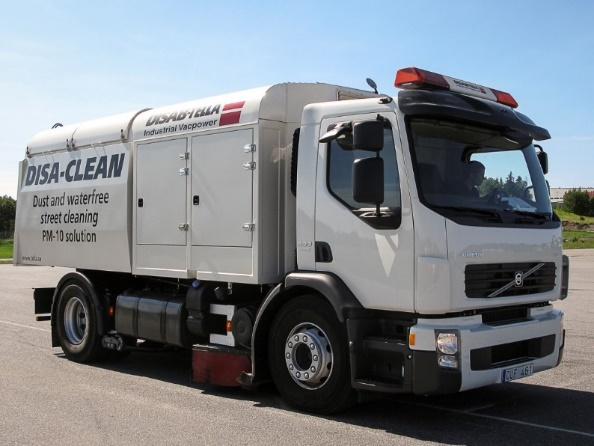 DISAB-TELLA
Industrial Vacpower
DISA-CLEAN
Dust and waterfree
street cleaning
PM-10 solution